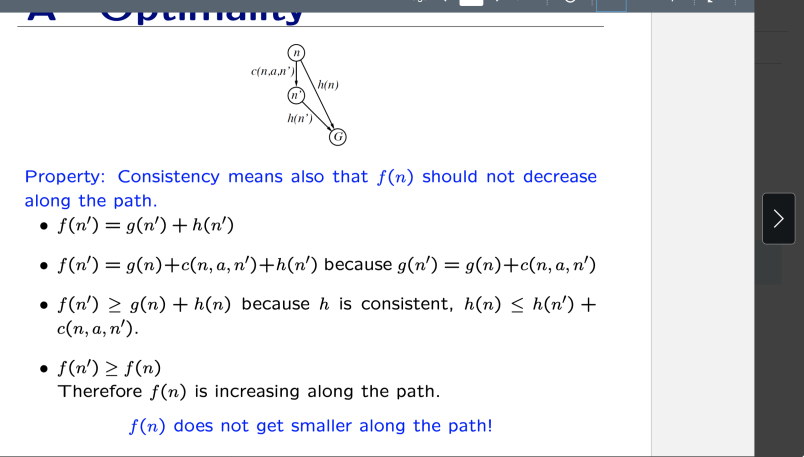 A* Optimality
n
c(n,a,n’)
h(n)
n’
h(n’)
G
Property: Consistency means also that f(n) should not decrease
along the path.
• f(n′) = g(n′) + h(n′)
• f(n′) = g(n)+c(n, a, n′)+h(n′) because g(n′) = g(n)+c(n, a, n′)
• f(n′) ≥ g(n) + h(n) because h is consistent, h(n) ≤ h(n′) +
c(n, a, n′).
• f(n′) ≥ f(n)
Therefore f(n) is increasing along the path.
f(n) does not get smaller along the path!